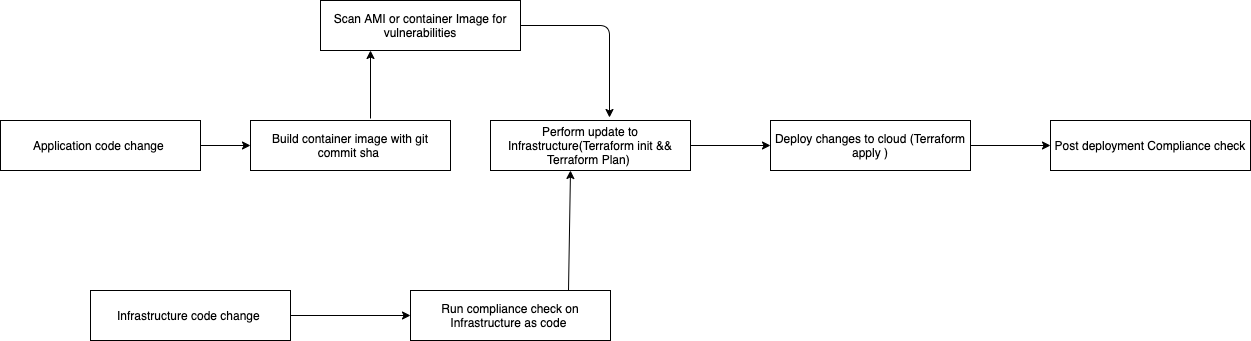 Scan AMI or container Image for
vulnerabilities
Application code change
Build container image with git
commit sha
Perform update to
Infrastructure(Terraform init &&
Terraform Plan)
Deploy changes to cloud (Terraform
apply )
Post deployment Compliance check
Infrastructure code change
Run compliance check on
Infrastructure as code